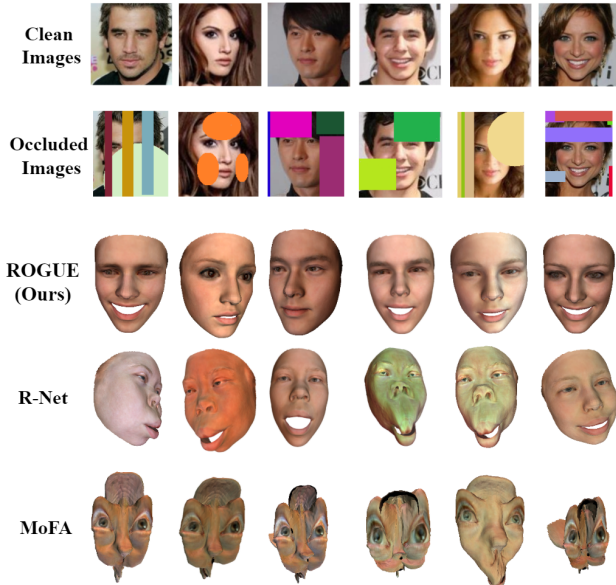 Clean
Images
Occluded
Images
ROGUE
(Ours)
R-Net
MoFA